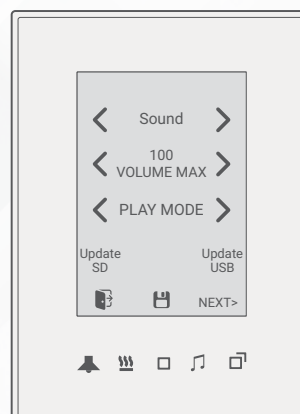 Sound
100
VOLUME MAX
PLAY MODE
Update
SD
Update
USB
NEXT>